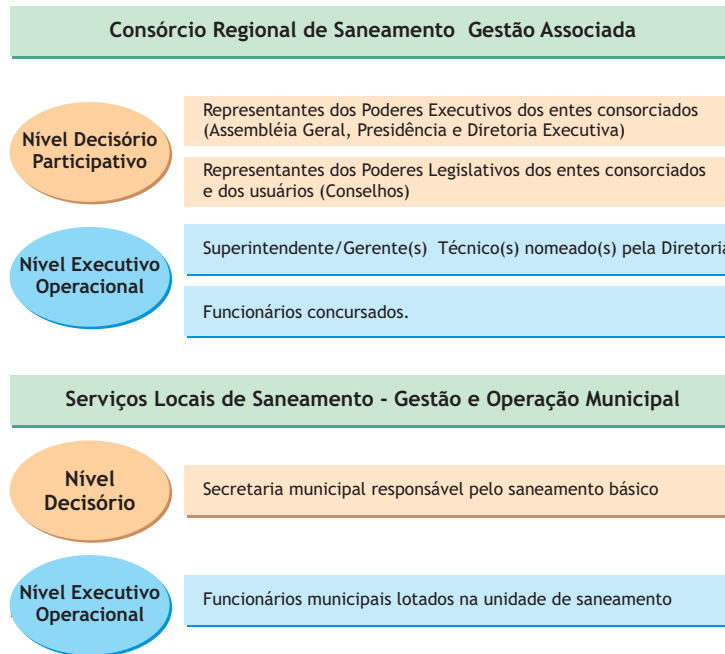 Consórcio Regional de Saneamento Gestão Associada
Nível Decisório
Participativo
Representantes dos Poderes Executivos dos entes consorciados
(Assembléia Geral, Presidência e Diretoria Executiva)
Representantes dos Poderes Legislativos dos entes consorciados
e dos usuários (Conselhos)
Nível Executivo
Operacional
Superintendente/Gerente(s) Técnico(s) nomeado(s) pela Diretoria
Funcionários concursados.
Serviços Locais de Saneamento - Gestão e Operação Municipal
Nível
Decisório
Secretaria municipal responsável pelo saneamento básico
Nível Executivo
Operacional
Funcionários municipais lotados na unidade de saneamento